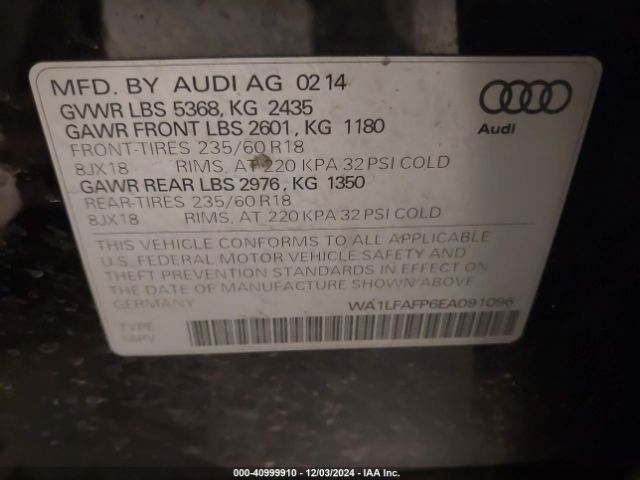 MFD. BY AUDI AG 02 14
GVWR LBS 5368, KG 2435
GAWR FRONT LBS 2601, KG 1180
FRONT-TIRES 235/60 R18
8JX18 RIMS, AT 220 KPA 32 PSI COLD
GAWR REAR LBS 2976, KG 1350
REAR-TIRES 235/60 R18
8JX18 RIMS, AT 220 KPA 32 PSI COLD
Audi
THIS VEHICLE CONFORMS TO ALL APPLICABLE
U.S. FEDERAL MOTOR VEHICLE SAFETY AND
THEFT PREVENTION STANDARDS IN EFFECT ON
THE DATE OF MANUFACTURE SHOWN ABOVE
GERMANY WA1LFAFP6EA091096
TYPE
MPV
000-40999910 - 12/03/2024 - IAA Inc.